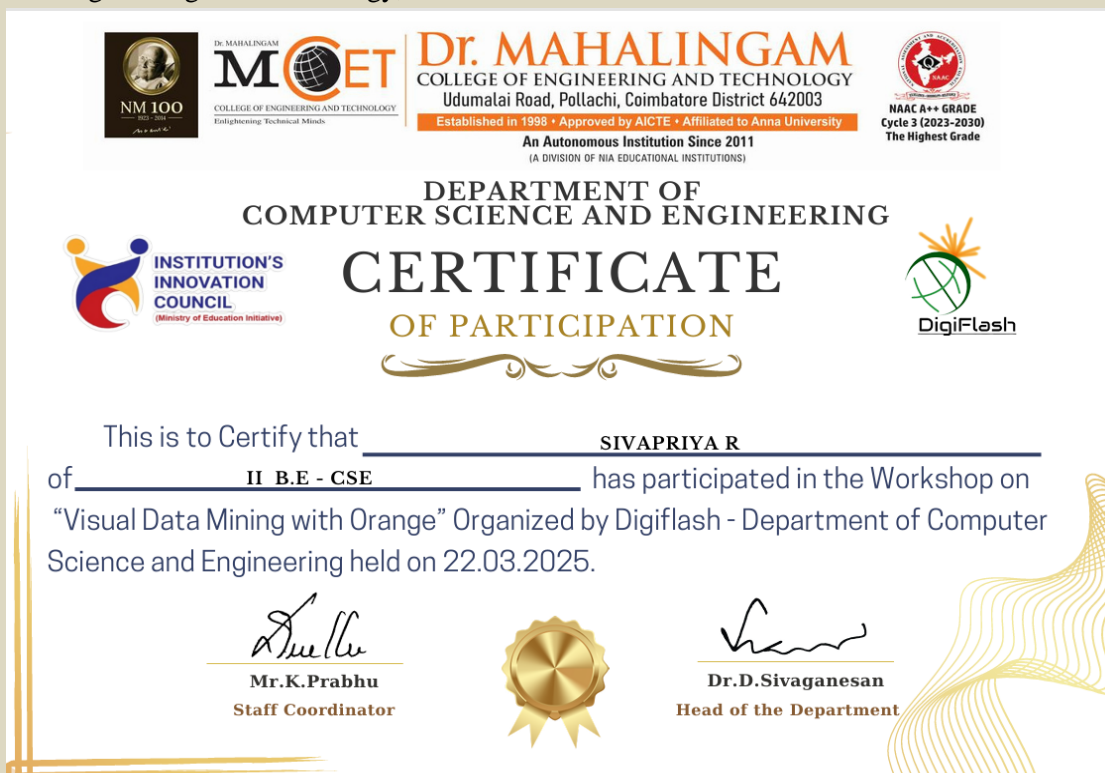 NM 100
1923 - 2014
Dr. MAHALINGAM
MCET
COLLEGE OF ENGINEERING AND TECHNOLOGY
Enlightening Technical Minds
Dr. MAHALINGAM
COLLEGE OF ENGINEERING AND TECHNOLOGY
Udumalai Road, Pollachi, Coimbatore District 642003
Established in 1998 • Approved by AICTE • Affiliated to Anna University
An Autonomous Institution Since 2011
(A DIVISION OF NIA EDUCATIONAL INSTITUTIONS)
NAAC
NAAC A++ GRADE
Cycle 3 (2023-2030)
The Highest Grade
DEPARTMENT OF
COMPUTER SCIENCE AND ENGINEERING
INSTITUTION'S
INNOVATION
COUNCIL
(Ministry of Education Initiative)
CERTIFICATE
OF PARTICIPATION
DigiFlash
This is to Certify that SIVAPRIYA R
of II B.E - CSE has participated in the Workshop on
“Visual Data Mining with Orange” Organized by Digiflash - Department of Computer
Science and Engineering held on 22.03.2025.
Mr.K.Prabhu
Staff Coordinator
Dr.D.Sivaganesan
Head of the Department